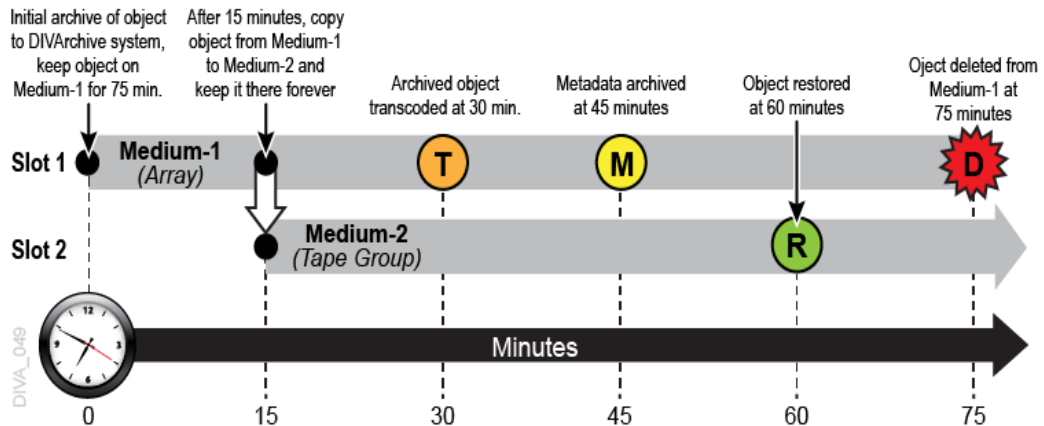 Initial archive of object
to DIVArchive system,
keep object on
Medium-1 for 75 min.
After 15 minutes, copy
object from Medium-1
to Medium-2 and
keep it there forever
Archived object
transcoded at 30 min.
Metadata archived
at 45 minutes
Object restored
at 60 minutes
Oject deleted from
Medium-1 at
75 minutes
Slot 1
Medium-1
(Array)
T
M
D
Slot 2
Medium-2
(Tape Group)
R
12
9
3
6
Minutes
DIVA_049
0
15
30
45
60
75